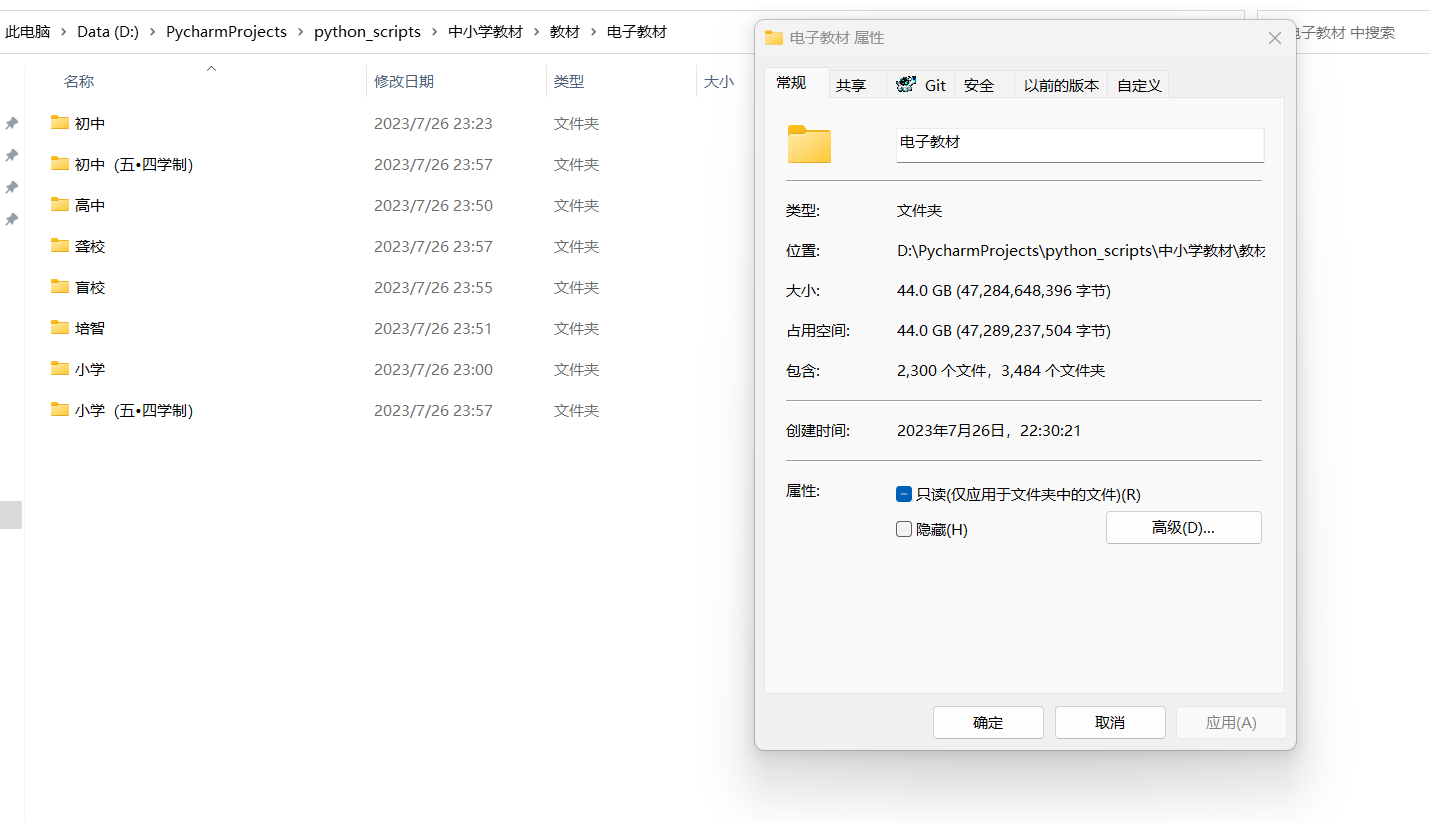 此电脑 > Data (D:) > PycharmProjects > python_scripts > 中小学教材 > 教材 > 电子教材
电子教材 中搜索
名称 修改日期 类型 大小
初中 2023/7/26 23:23 文件夹
初中（五•四学制） 2023/7/26 23:57 文件夹
高中 2023/7/26 23:50 文件夹
聋校 2023/7/26 23:57 文件夹
盲校 2023/7/26 23:55 文件夹
培智 2023/7/26 23:51 文件夹
小学 2023/7/26 23:00 文件夹
小学（五•四学制） 2023/7/26 23:57 文件夹
电子教材 属性
常规 共享 Git 安全 以前的版本 自定义
电子教材
类型: 文件夹
位置: D:\PycharmProjects\python_scripts\中小学教材\教材
大小: 44.0 GB (47,284,648,396 字节)
占用空间: 44.0 GB (47,289,237,504 字节)
包含: 2,300 个文件，3,484 个文件夹
创建时间: 2023年7月26日，22:30:21
属性: 只读(仅应用于文件夹中的文件)(R)
隐藏(H) 高级(D)...
确定 取消 应用(A)